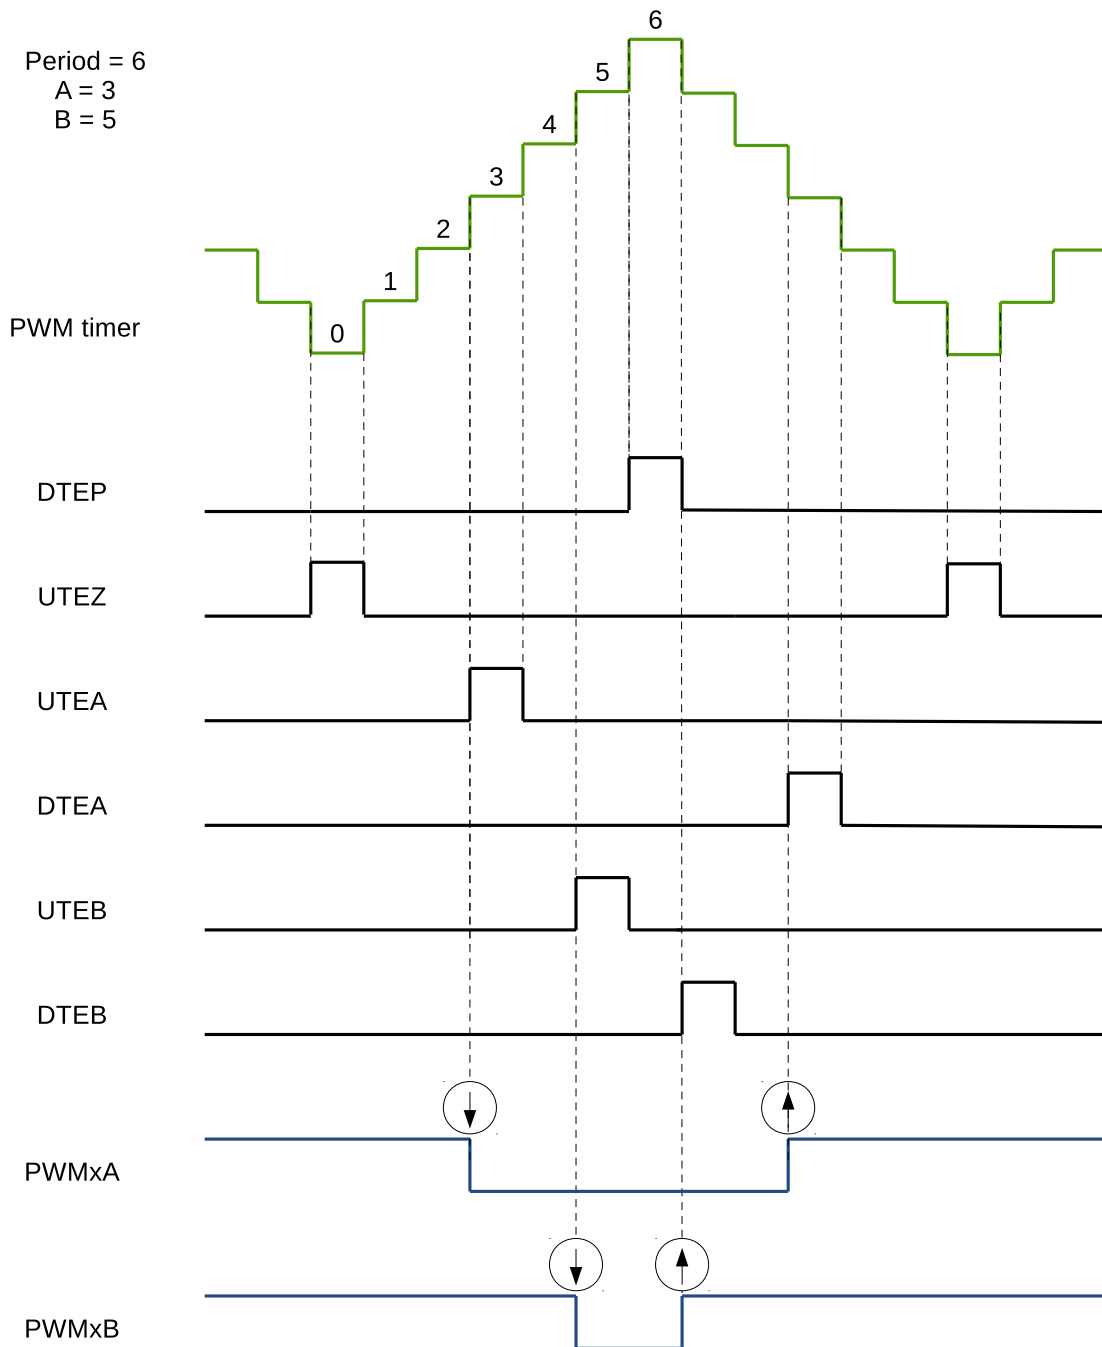 6
Period = 6
A = 3
B = 5
5
4
3
2
1
0
PWM timer
DTEP
UTEZ
UTEA
DTEA
UTEB
DTEB
PWMxA
PWMxB